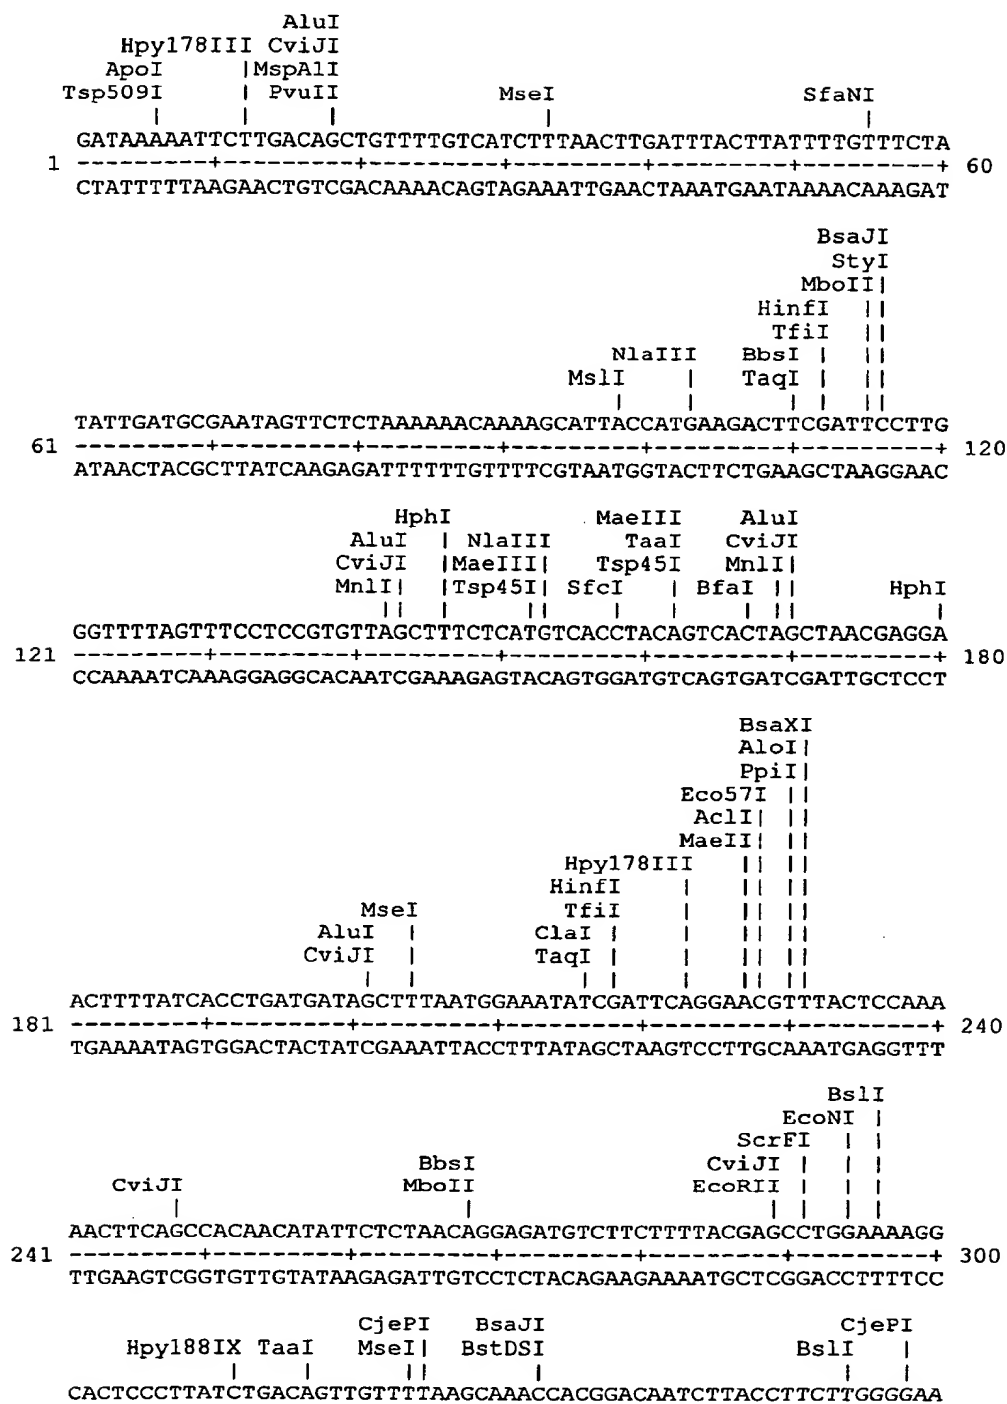 AluI
Hpy178III CviJI
ApoI |MspA1I
Tsp509I | PvuII MseI SfaNI
| | | | |
GATAAAAATTCTTGACAGCTGTTTTGTCATCTTTAACTTGATTTACTTATTTTGTTTCTA
1 ---------+---------+---------+---------+---------+---------+ 60
CTATTTTTAAGAACTGTCGACAAAACAGTAGAAATTGAACTAAATGAATAAAACAAAGAT
BsaJI
StyI
MboII|
HinfI ||
TfiI ||
NlaIII BbsI | ||
MslI | TaqI | ||
| | | | ||
TATTGATGCGAATAGTTCTCTAAAAAACAAAAGCATTACCATGAAGACTTCGATTCCTTG
61 ---------+---------+---------+---------+---------+---------+ 120
ATAACTACGCTTATCAAGAGATTTTTTGTTTTCGTAATGGTACTTCTGAAGCTAAGGAAC
HphI MaeIII AluI
AluI | NlaIII TaaI CviJI
CviJI |MaeIII| Tsp45I MnlI|
MnlI| |Tsp45I| SfcI | BfaI || HphI
|| | || | | | || |
GGTTTTAGTTTCCTCCGTGTTAGCTTTCTCATGTCACCTACAGTCACTAGCTAACGAGGA
121 ---------+---------+---------+---------+---------+---------+ 180
CCAAAATCAAAGGAGGCACAATCGAAAGAGTACAGTGGATGTCAGTGATCGATTGCTCCT
BsaXI
AloI|
PpiI|
Eco57I ||
AclI| ||
MaeII| ||
Hpy178III || ||
HinfI | || ||
MseI TfiI | || ||
AluI | ClaI | | || ||
CviJI | TaqI | | || ||
| | | | | || ||
ACTTTTATCACCTGATGATAGCTTTAATGGAAATATCGATTCAGGAACGTTTACTCCAAA
181 ---------+---------+---------+---------+---------+---------+ 240
TGAAAATAGTGGACTACTATCGAAATTACCTTTATAGCTAAGTCCTTGCAAATGAGGTTT
BslI
EcoNI |
ScrFI | |
BbsI CviJI | | |
CviJI MboII EcoRII | | |
| | | | | |
AACTTCAGCCACAACATATTCTCTAACAGGAGATGTCTTCTTTTACGAGCCTGGAAAAGG
241 ---------+---------+---------+---------+---------+---------+ 300
TTGAAGTCGGTGTTGTATAAGAGATTGTCCTCTACAGAAGAAAATGCTCGGACCTTTTCC
CjePI BsaJI CjePI
Hpy188IX TaaI MseI| BstDSI BslI |
| | || | | |
CACTCCCTTATCTGACAGTTGTTTTAAGCAAACCACGGACAATCTTACCTTCTTGGGGAA